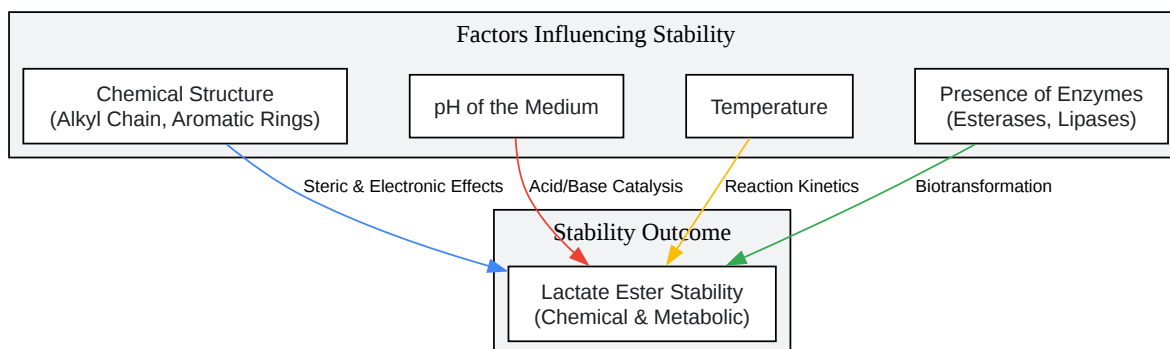 Factors Influencing Stability
Chemical Structure
(Alkyl Chain, Aromatic Rings)
pH of the Medium
Temperature
Presence of Enzymes
(Esterases, Lipases)
Steric & Electronic Effects
Acid/Base Catalysis
Reaction Kinetics
Biotransformation
Stability Outcome
Lactate Ester Stability
(Chemical & Metabolic)